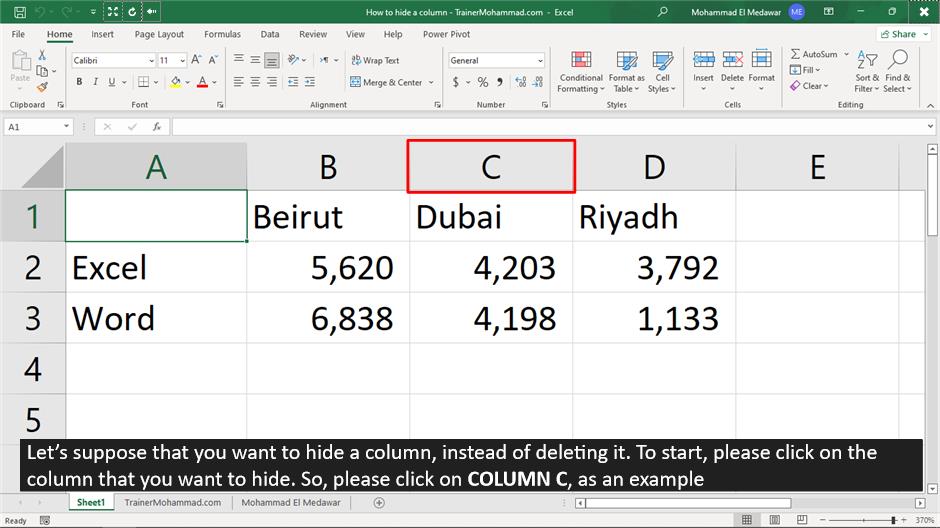 How to hide a column - TrainerMohammad.com - Excel
Mohammad El Medawar ME
File Home Insert Page Layout Formulas Data Review View Help Power Pivot Share
Paste
Calibri 11 A A
B I U A
ab Wrap Text
Merge & Center
General
$ % 9
Conditional Formatting
Format as Table
Cell Styles
Insert Delete Format
AutoSum
Fill
Clear
Sort & Filter
Find & Select
Clipboard Font Alignment Number Styles Cells Editing
A1 fx
A B C D E
1 Beirut Dubai Riyadh
2 Excel 5,620 4,203 3,792
3 Word 6,838 4,198 1,133
4
5
Let’s suppose that you want to hide a column, instead of deleting it. To start, please click on the
column that you want to hide. So, please click on COLUMN C, as an example
Sheet1 TrainerMohammad.com Mohammad El Medawar
Ready 370%